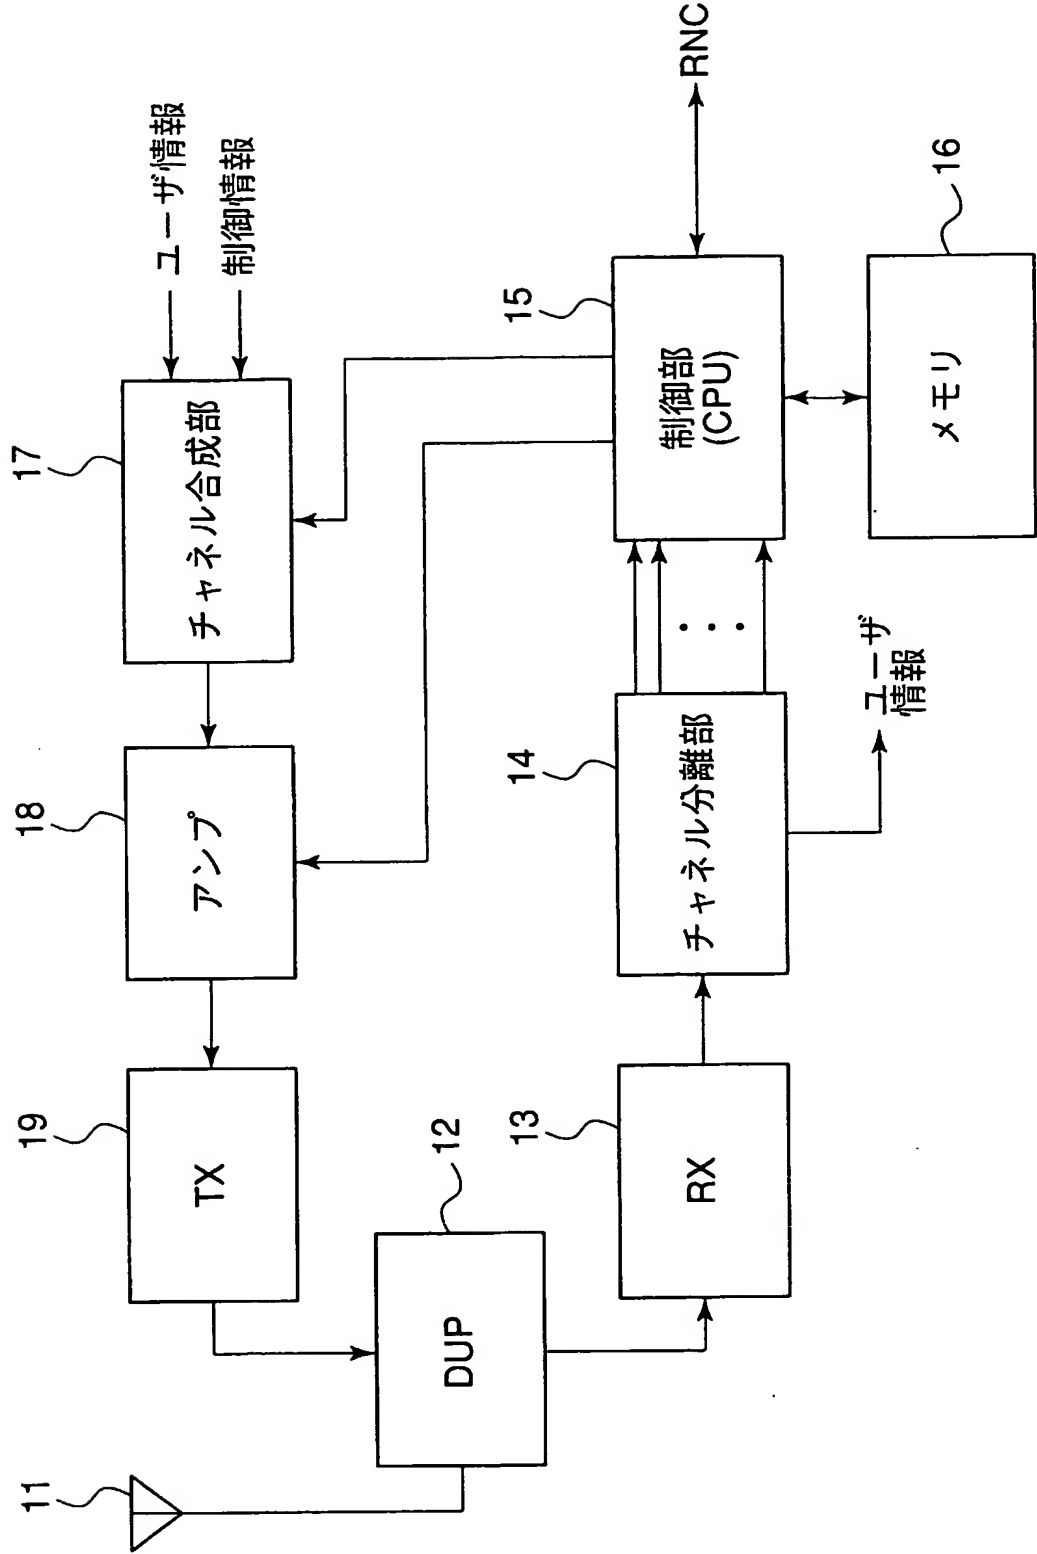 11
19
TX
18
アンプ
17
チャネル合成部
ユーザ情報
制御情報
12
DUP
13
RX
14
チャネル分離部
ユーザ
情報
15
制御部
(CPU)
RNC
16
メモリ